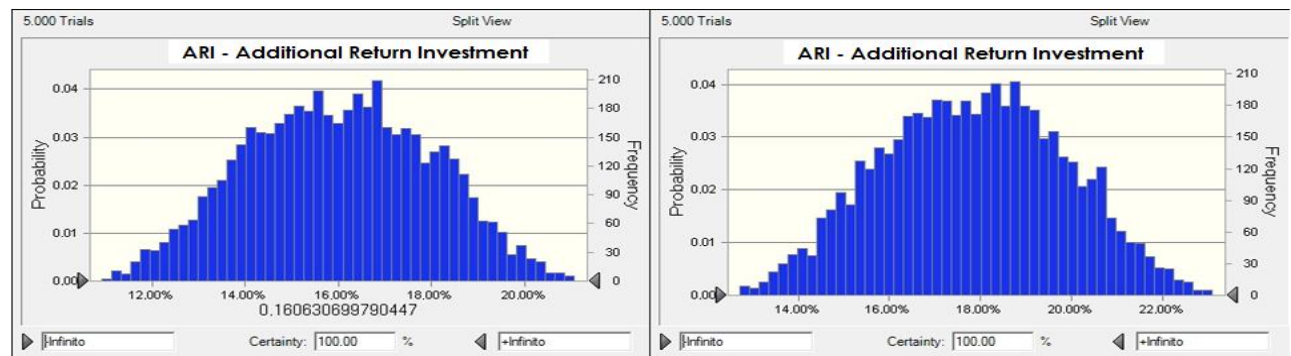 5.000 Trials
Split View
ARI - Additional Return Investment
Probability
0.04
0.03
0.02
0.01
0.00
210
180
150
120
90
60
30
0
Frequency
12.00% 14.00% 16.00% 18.00% 20.00%
0.160630699790447
-Infinito
Certainty: 100.00 %
+Infinito
5.000 Trials
Split View
ARI - Additional Return Investment
Probability
0.04
0.03
0.02
0.01
0.00
210
180
150
120
90
60
30
0
Frequency
14.00% 16.00% 18.00% 20.00% 22.00%
-Infinito
Certainty: 100.00 %
+Infinito